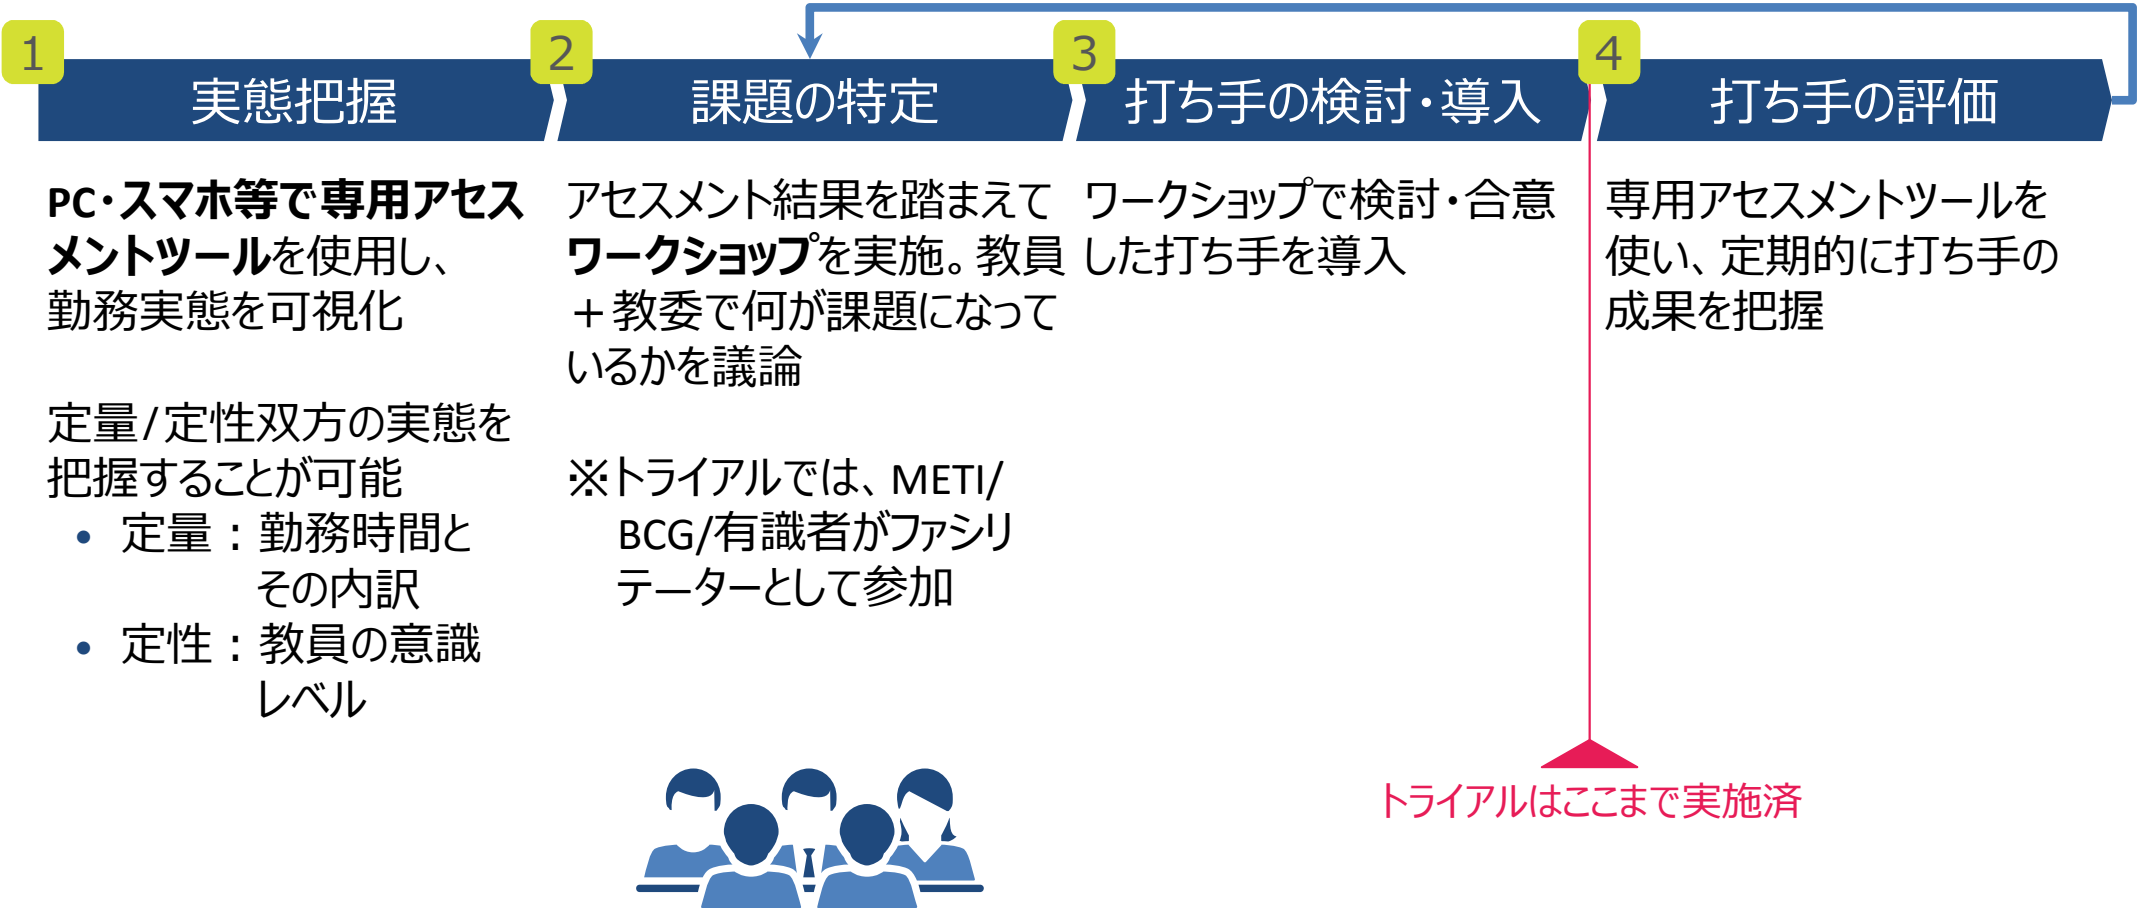 1
実態把握
PC・スマホ等で専用アセス
メントツールを使用し、
勤務実態を可視化
定量/定性双方の実態を
把握することが可能
• 定量：勤務時間と
その内訳
• 定性：教員の意識
レベル
2
課題の特定
アセスメント結果を踏まえて
ワークショップを実施。教員
＋教委で何が課題になって
いるかを議論
※トライアルでは、METI/
BCG/有識者がファシリ
テーターとして参加
3
打ち手の検討・導入
ワークショップで検討・合意
した打ち手を導入
4
打ち手の評価
専用アセスメントツールを
使い、定期的に打ち手の
成果を把握
トライアルはここまで実施済